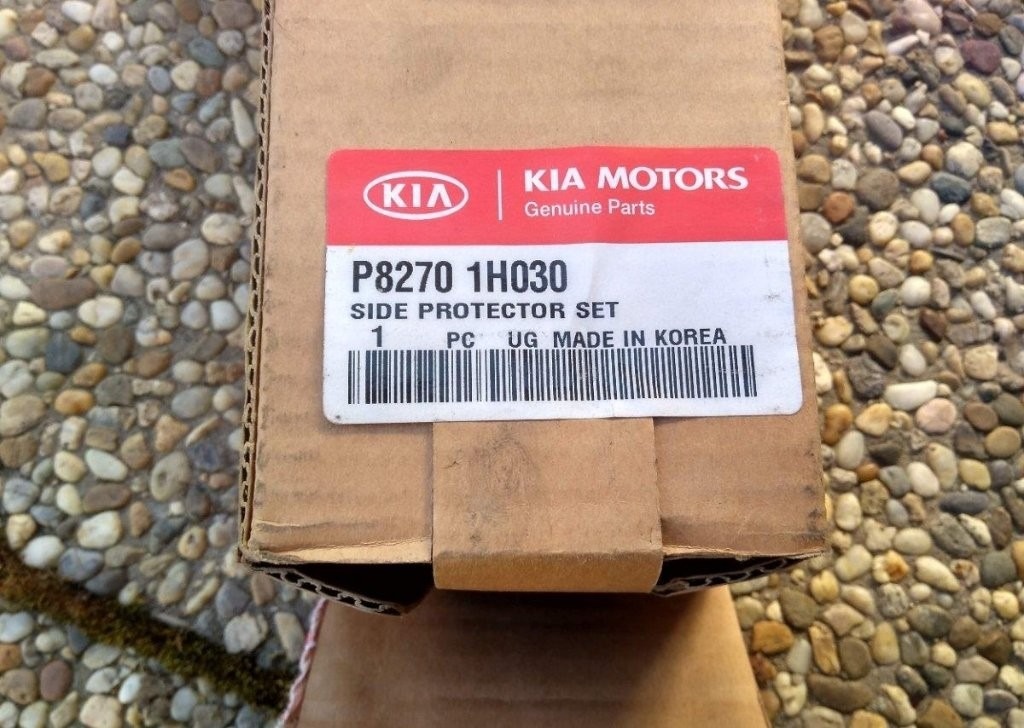 KIA
KIA MOTORS
Genuine Parts
P8270 1H030
SIDE PROTECTOR SET
1 PC UG MADE IN KOREA